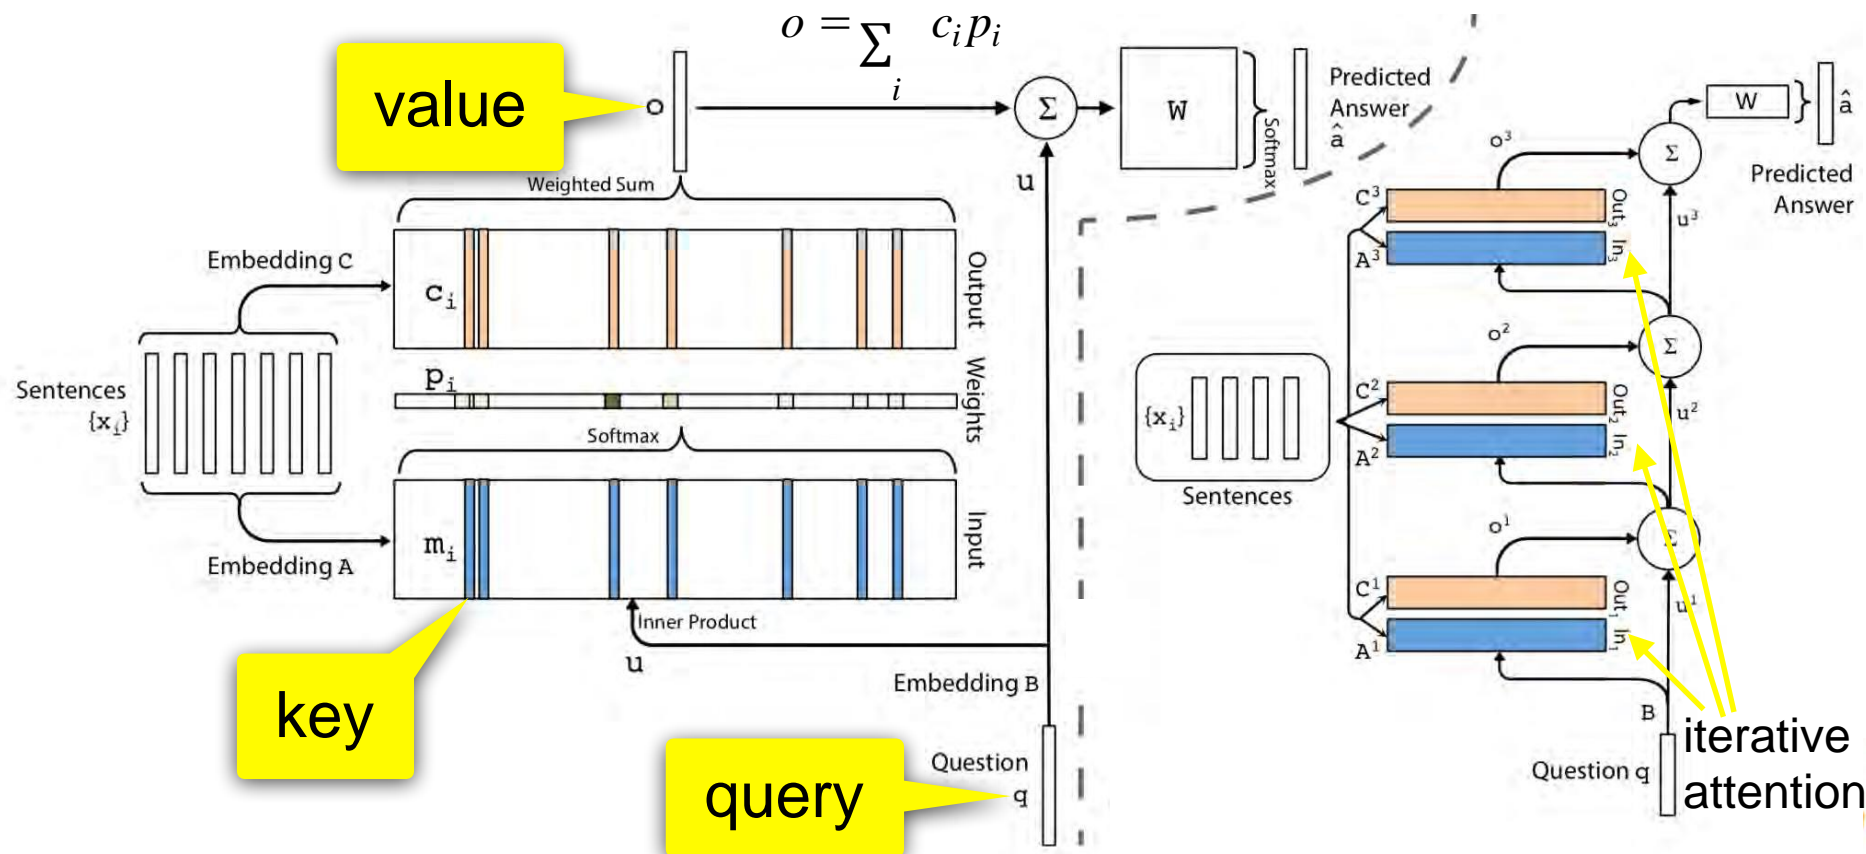 o = Σ c_i p_i
i
value
o
Weighted Sum
Embedding C
c_i
Output
Sentences
{x_i}
p_i
Weights
Softmax
Embedding A
m_i
Input
Inner Product
u
key
Embedding B
Question
q
query
u
Σ
W
Softmax
Predicted
Answer
â
W
â
Predicted
Answer
Σ
o³
u³
C³
Out₃
A³
In₃
Σ
o²
u²
C²
Out₂
A²
In₂
{x_i}
Sentences
Σ
o¹
u¹
C¹
Out₁
A¹
In₁
B
Question q
iterative
attention